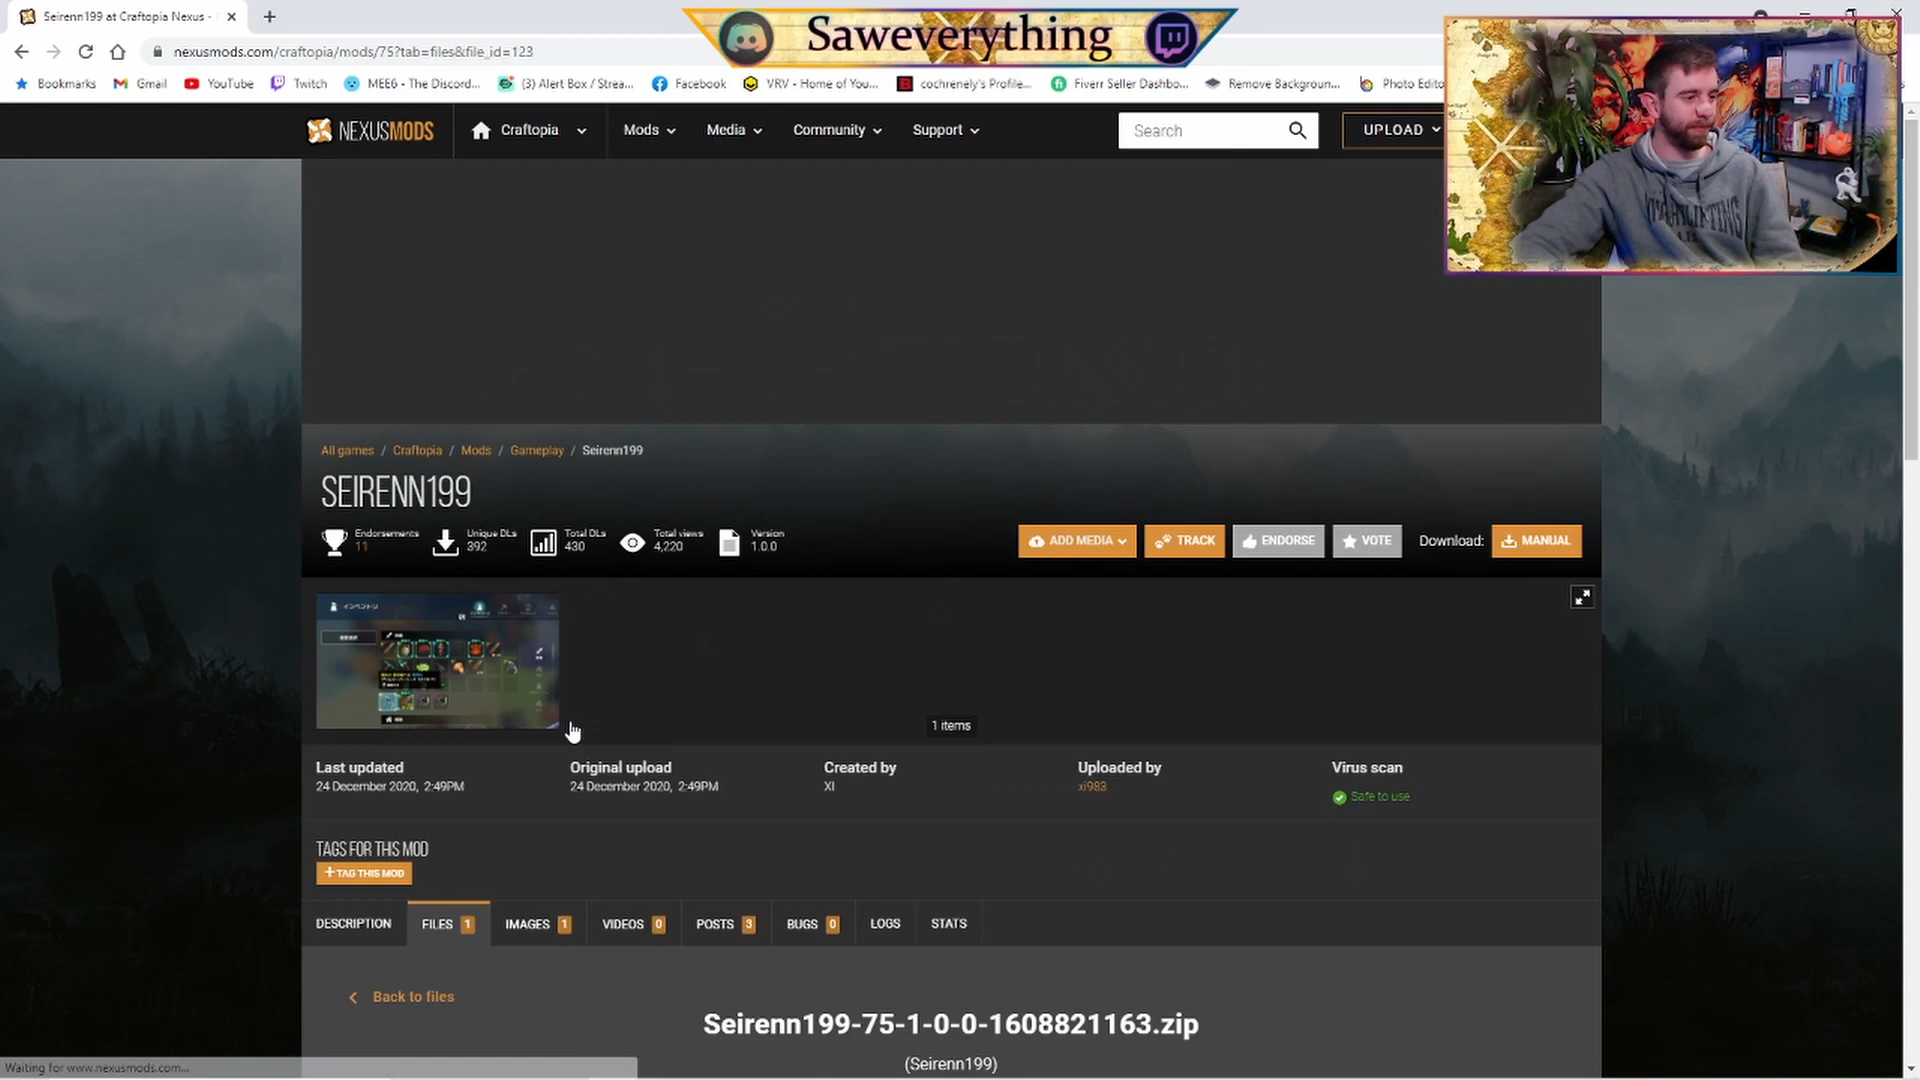 Seirenn199 at Craftopia Nexus -
Saweverything
nexusmods.com/craftopia/mods/75?tab=files&file_id=123
Bookmarks Gmail YouTube Twitch MEE6 - The Discord... (3) Alert Box / Strea... Facebook VRV - Home of You... cochrenely's Profile... Fiverr Seller Dashbo... Remove Backgroun... Photo Edito
NEXUSMODS Craftopia Mods Media Community Support Search UPLOAD
All games / Craftopia / Mods / Gameplay / Seirenn199
SEIRENN199
Endorsements 11 Unique DLs 392 Total DLs 430 Total views 4,220 Version 1.0.0
ADD MEDIA TRACK ENDORSE VOTE Download: MANUAL
インベントリ
1 items
Last updated Original upload Created by Uploaded by Virus scan
24 December 2020, 2:49PM 24 December 2020, 2:49PM XI xi983 Safe to use
TAGS FOR THIS MOD
+ TAG THIS MOD
DESCRIPTION FILES 1 IMAGES 1 VIDEOS 0 POSTS 3 BUGS 0 LOGS STATS
Back to files
Seirenn199-75-1-0-0-1608821163.zip
(Seirenn199)
Waiting for www.nexusmods.com...